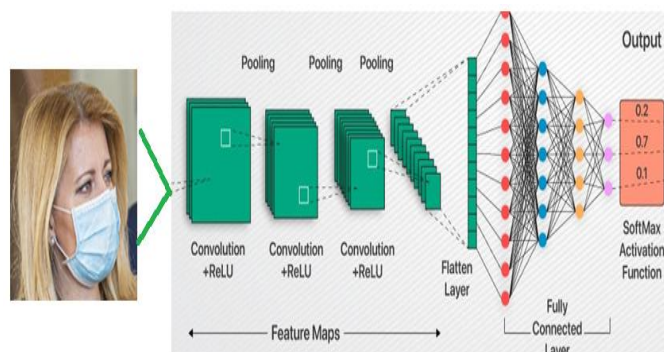 Output
Pooling
Pooling
Pooling
0.2
0.7
0.1
Convolution
+ReLU
Convolution
+ReLU
Convolution
+ReLU
Flatten
Layer
SoftMax
Activation
Function
Feature Maps
Fully
Connected
Layer